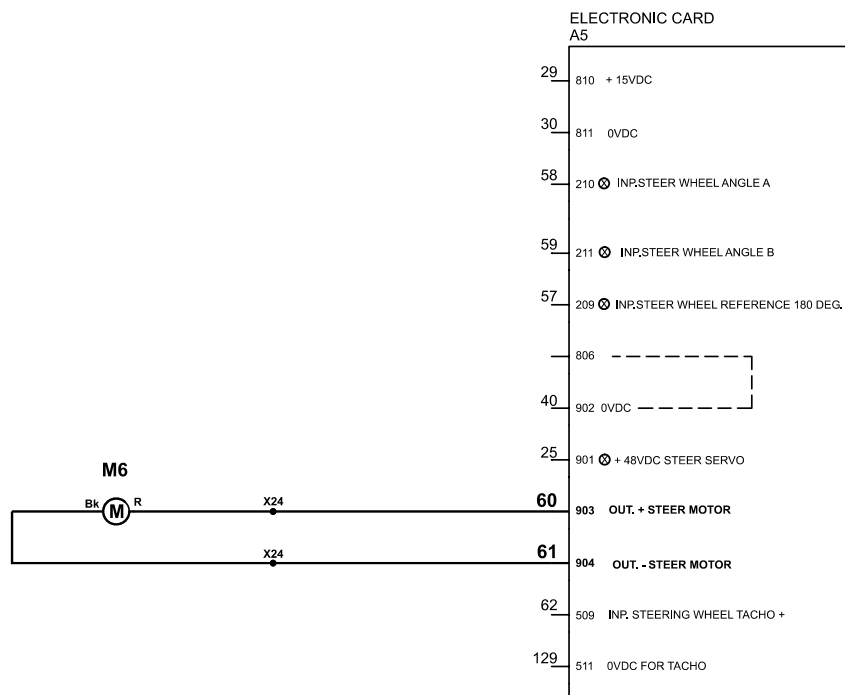 ELECTRONIC CARD
A5
29 810 + 15VDC
30 811 0VDC
58 210 INP.STEER WHEEL ANGLE A
59 211 INP.STEER WHEEL ANGLE B
57 209 INP.STEER WHEEL REFERENCE 180 DEG.
806
40 902 0VDC
25 901 + 48VDC STEER SERVO
M6
Bk M R X24 60 903 OUT. + STEER MOTOR
X24 61 904 OUT. - STEER MOTOR
62 509 INP. STEERING WHEEL TACHO +
129 511 0VDC FOR TACHO